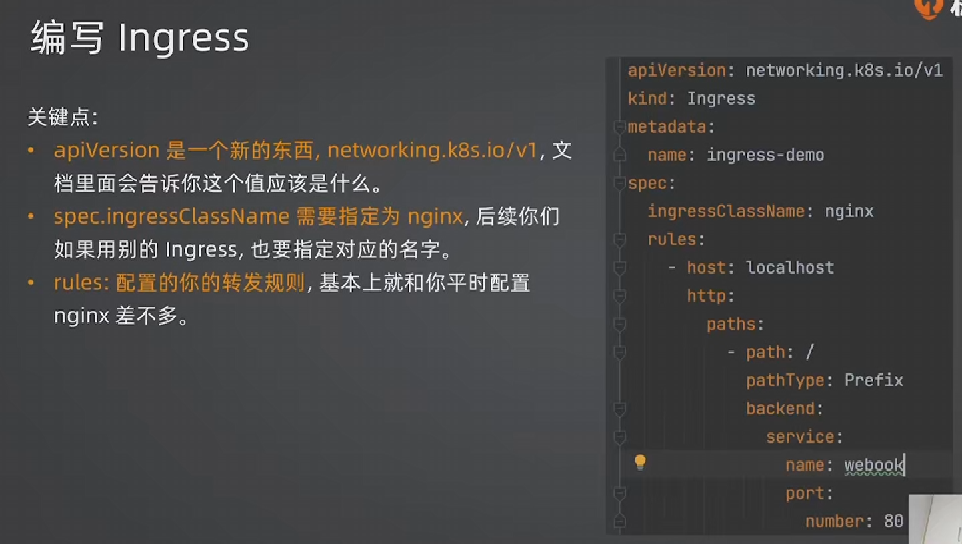 编写 Ingress
关键点:
• apiVersion 是一个新的东西, networking.k8s.io/v1, 文
档里面会告诉你这个值应该是什么。
• spec.ingressClassName 需要指定为 nginx, 后续你们
如果用别的 Ingress, 也要指定对应的名字。
• rules: 配置的你的转发规则, 基本上就和你平时配置
nginx 差不多。
apiVersion: networking.k8s.io/v1
kind: Ingress
metadata:
  name: ingress-demo
spec:
  ingressClassName: nginx
  rules:
    - host: localhost
      http:
        paths:
          - path: /
            pathType: Prefix
            backend:
              service:
                name: webook
                port:
                  number: 80